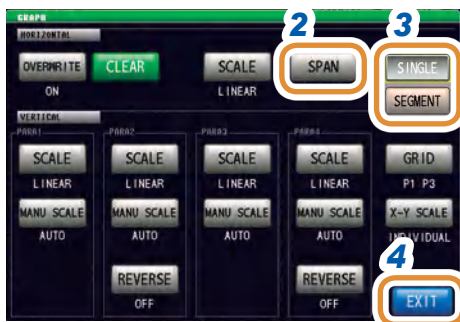 GRAPH
HORIZONTAL
2
3
OVERWRITE
CLEAR
SCALE
SPAN
SINGLE
ON
LINEAR
SEGMENT
VERTICAL
PARA1
PARA2
PARA3
PARA4
SCALE
SCALE
SCALE
SCALE
GRID
LINEAR
LINEAR
LINEAR
LINEAR
P1 P3
MANU SCALE
MANU SCALE
MANU SCALE
MANU SCALE
X-Y SCALE
AUTO
AUTO
AUTO
AUTO
INDIVIDUAL
4
REVERSE
REVERSE
EXIT
OFF
OFF